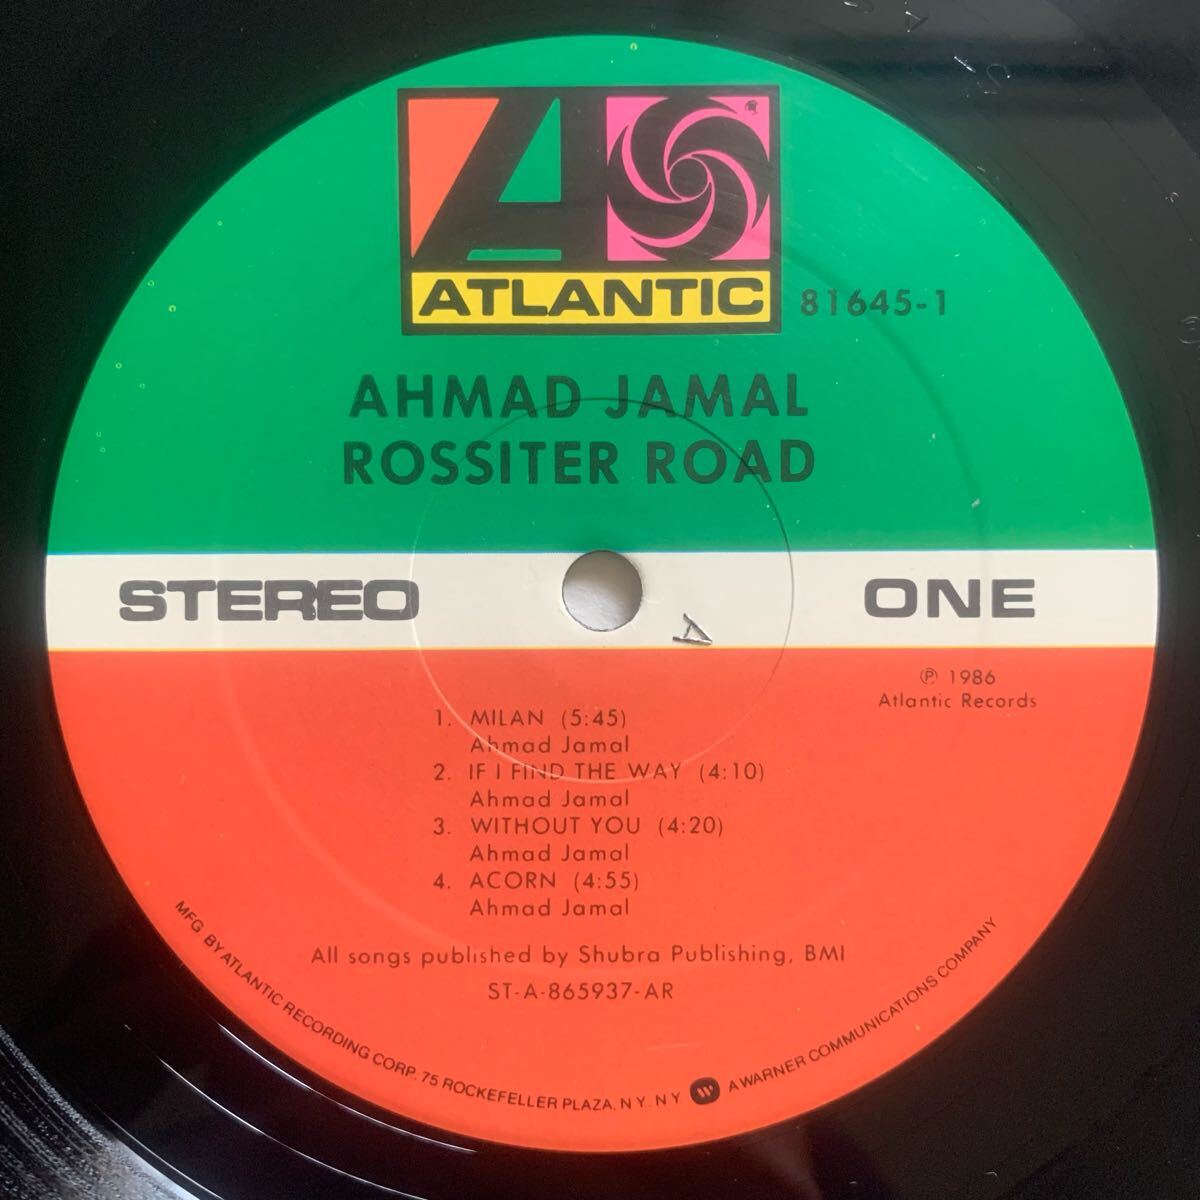 ATLANTIC
®
81645-1
AHMAD JAMAL
ROSSITER ROAD
STEREO
ONE
A
℗ 1986
Atlantic Records
1. MILAN (5:45)
Ahmad Jamal
2. IF I FIND THE WAY (4:10)
Ahmad Jamal
3. WITHOUT YOU (4:20)
Ahmad Jamal
4. ACORN (4:55)
Ahmad Jamal
All songs published by Shubra Publishing, BMI
ST-A-865937-AR
MFG. BY ATLANTIC RECORDING CORP. 75 ROCKEFELLER PLAZA, N.Y., N.Y. A WARNER COMMUNICATIONS COMPANY